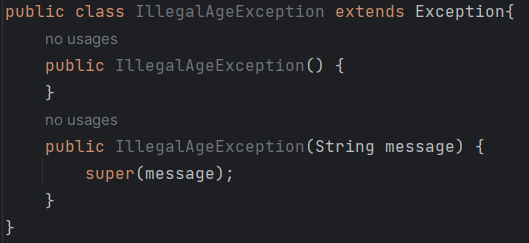 public class IllegalAgeException extends Exception{
no usages
public IllegalAgeException() {
}
no usages
public IllegalAgeException(String message) {
super(message);
}
}